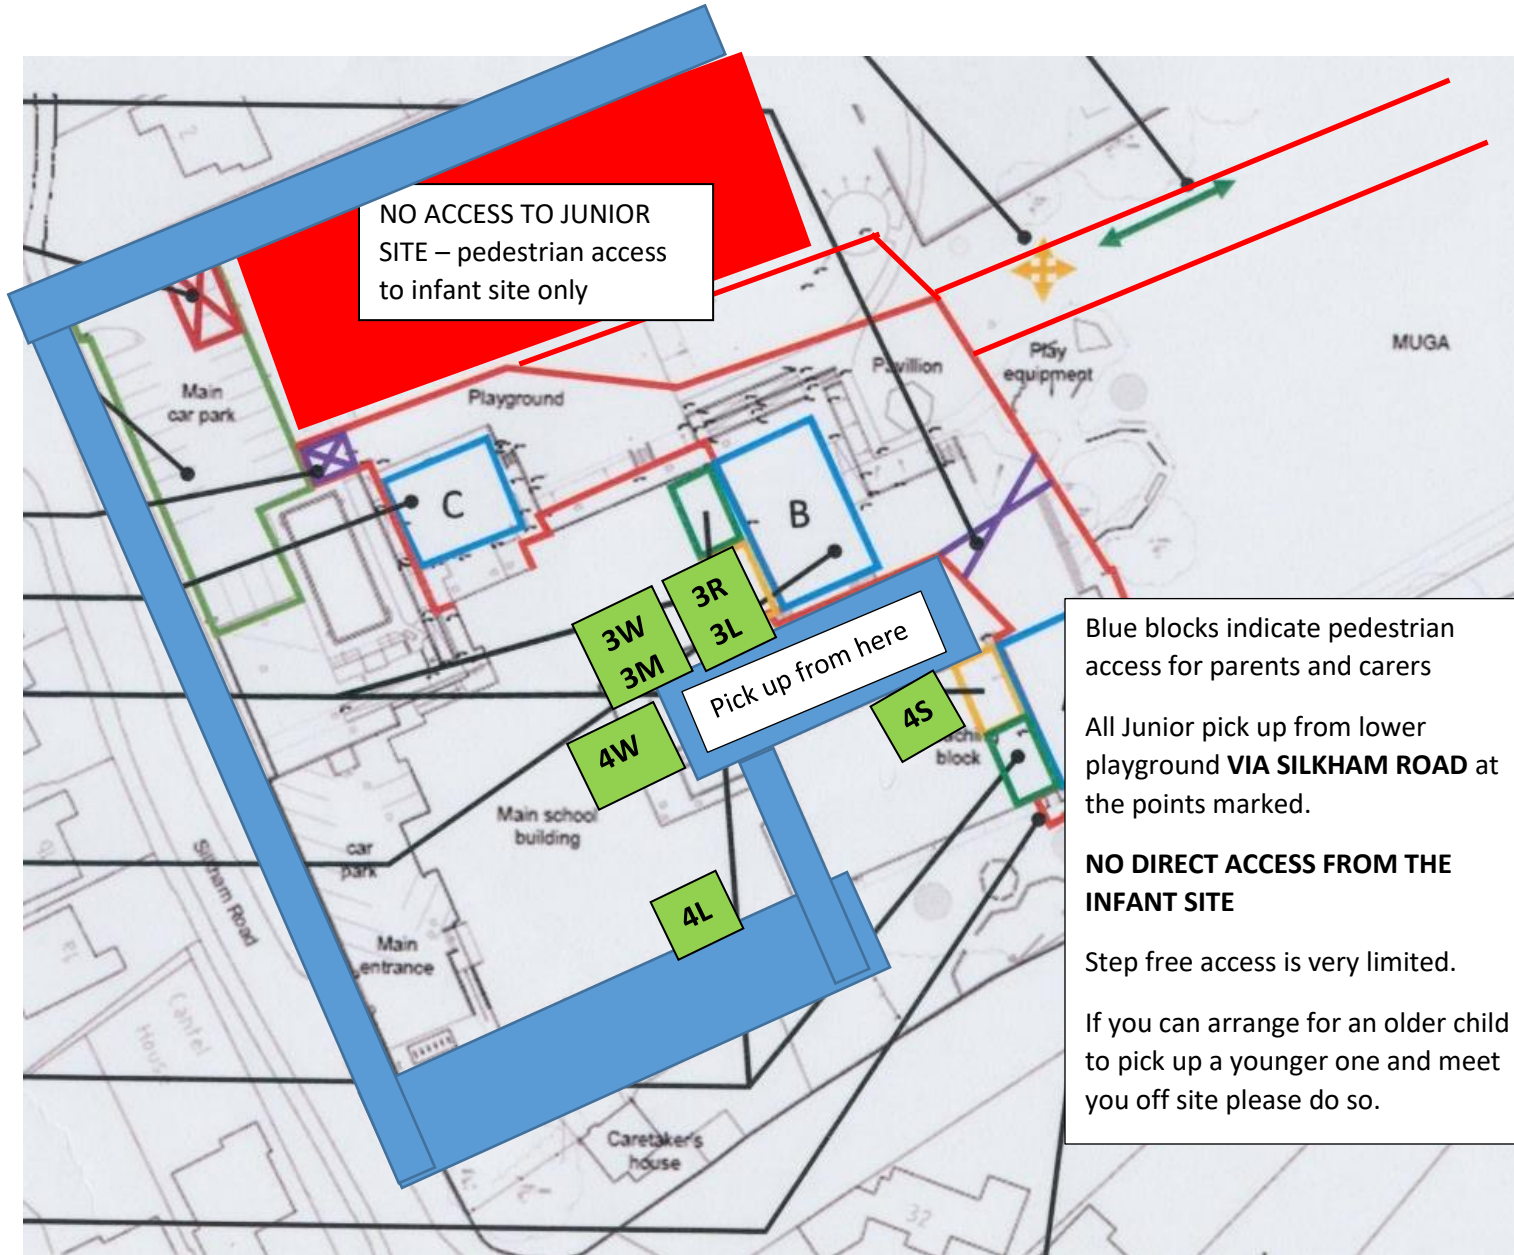 NO ACCESS TO JUNIOR
SITE – pedestrian access
to infant site only
Main
car park
Playground
Pavillion
Play
equipment
MUGA
C
B
3R
3L
3W
3M
Pick up from here
4S
block
4W
Main school
building
car
park
4L
Silkham Road
Main
entrance
Cantel
House
Caretaker's
house
32
Blue blocks indicate pedestrian
access for parents and carers
All Junior pick up from lower
playground VIA SILKHAM ROAD at
the points marked.
NO DIRECT ACCESS FROM THE
INFANT SITE
Step free access is very limited.
If you can arrange for an older child
to pick up a younger one and meet
you off site please do so.